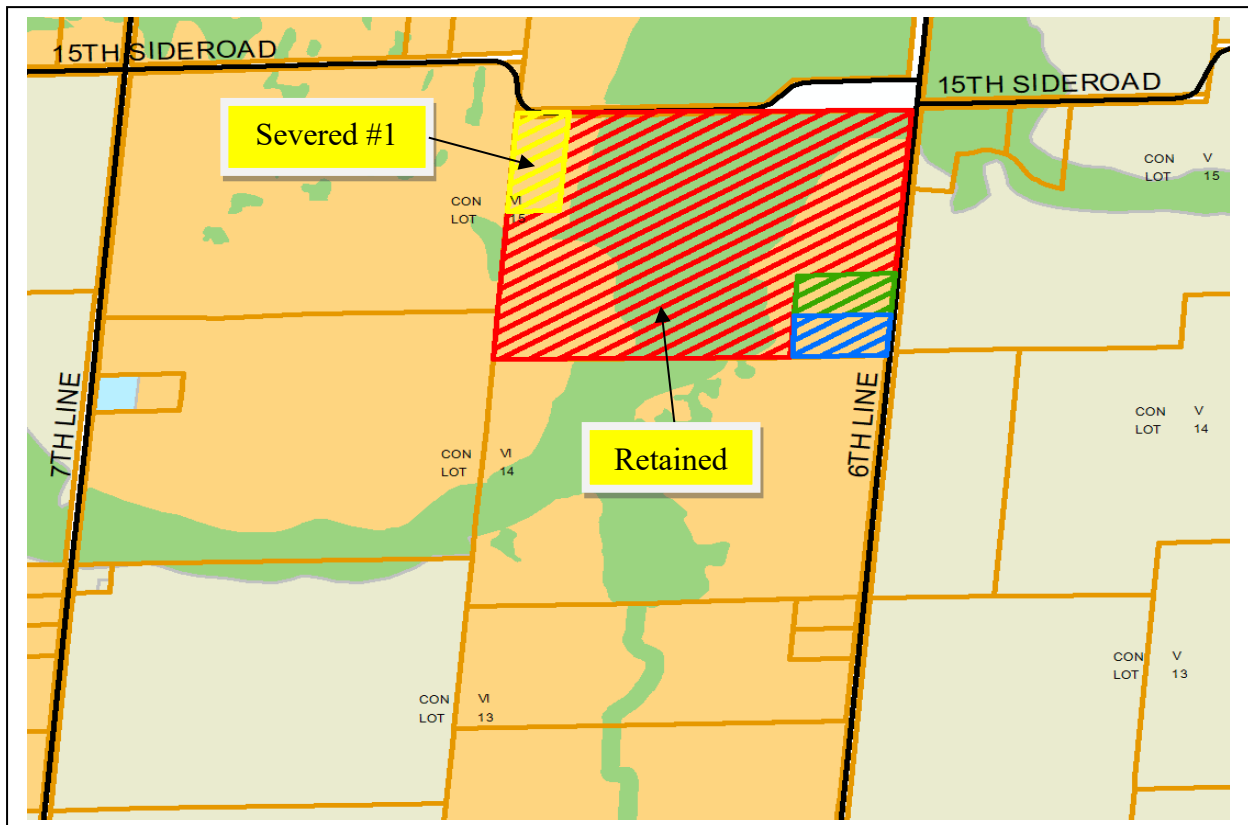 15TH SIDEROAD
15TH SIDEROAD
Severed #1
CON V
LOT 15
CON VI
LOT 15
7TH LINE
6TH LINE
CON V
LOT 14
Retained
CON VI
LOT 14
CON V
LOT 13
CON VI
LOT 13